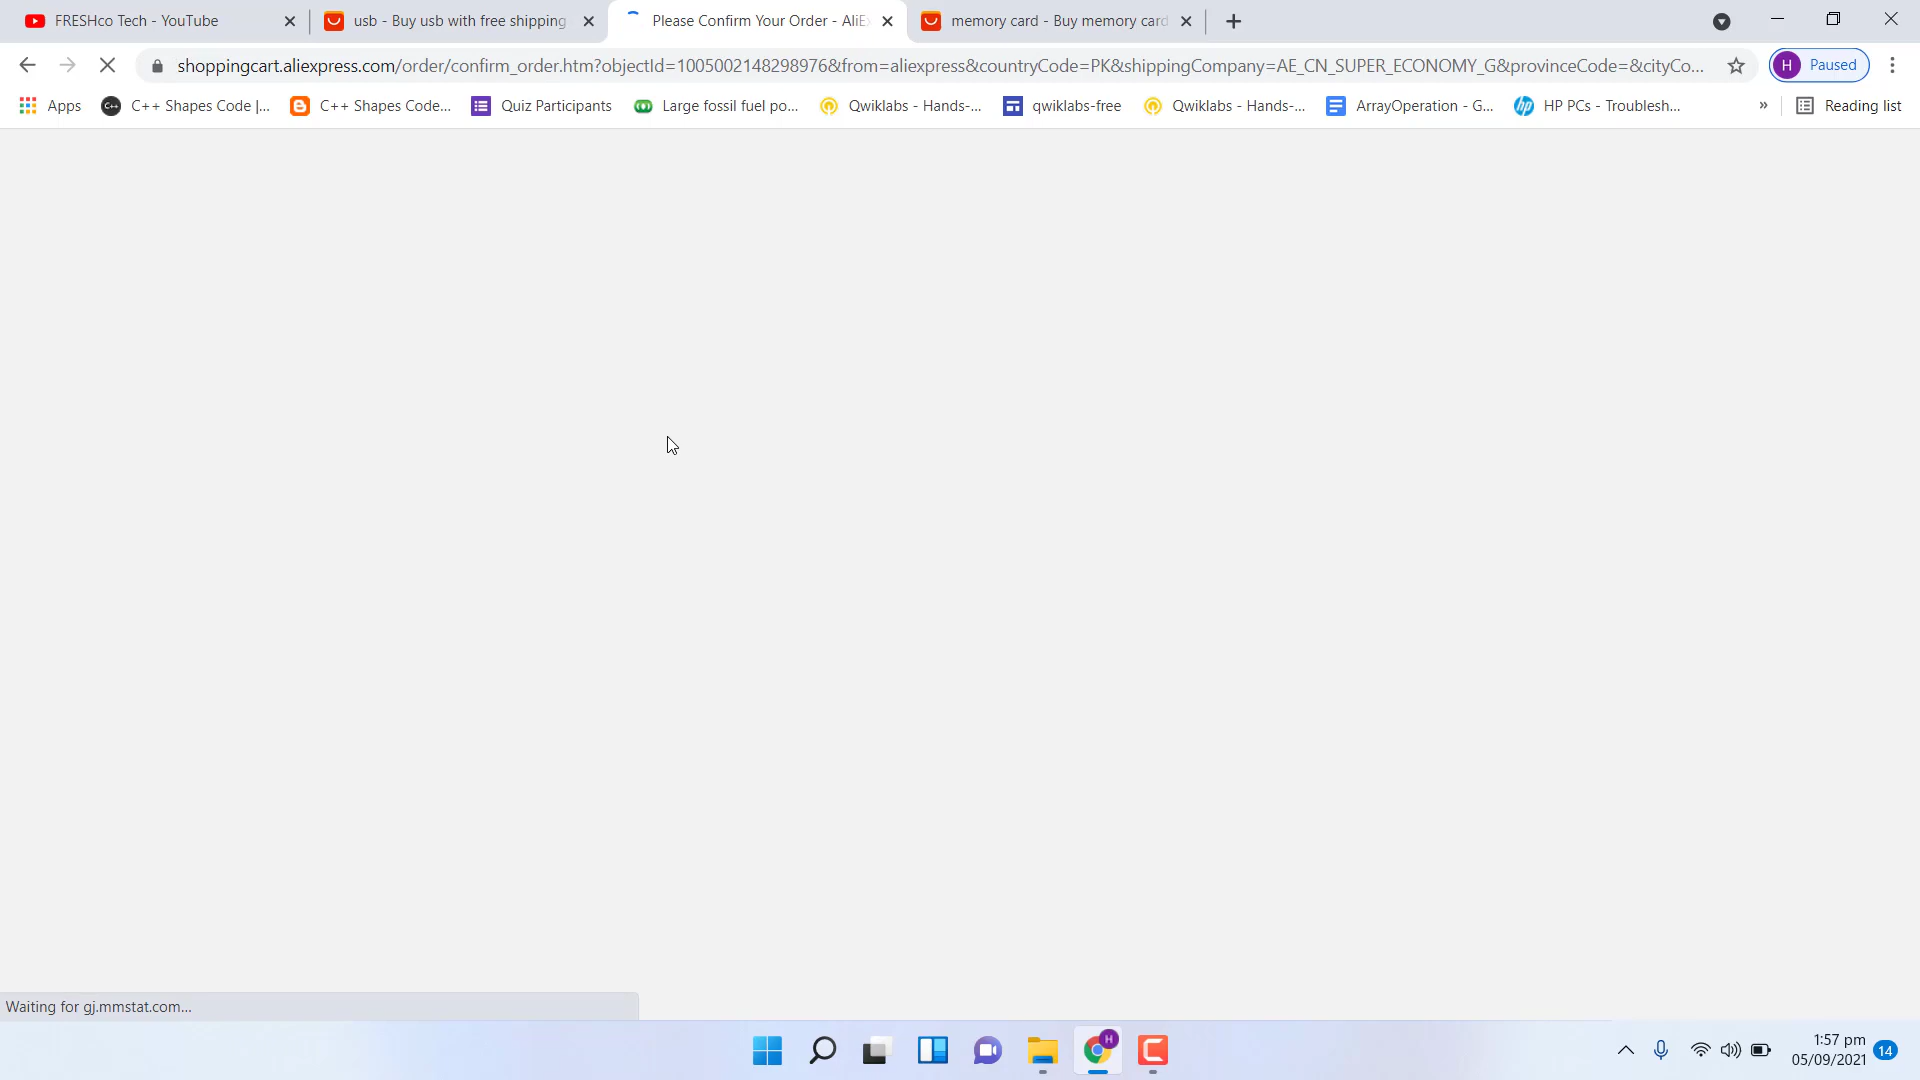 FRESHco Tech - YouTube
usb - Buy usb with free shipping
Please Confirm Your Order - AliEx
memory card - Buy memory card
shoppingcart.aliexpress.com/order/confirm_order.htm?objectId=1005002148298976&from=aliexpress&countryCode=PK&shippingCompany=AE_CN_SUPER_ECONOMY_G&provinceCode=&cityCo...
H Paused
Apps
C++ Shapes Code |...
C++ Shapes Code...
Quiz Participants
Large fossil fuel po...
Qwiklabs - Hands-...
qwiklabs-free
Qwiklabs - Hands-...
ArrayOperation - G...
HP PCs - Troublesh...
»
Reading list
Waiting for gj.mmstat.com...
H
1:57 pm
05/09/2021
14